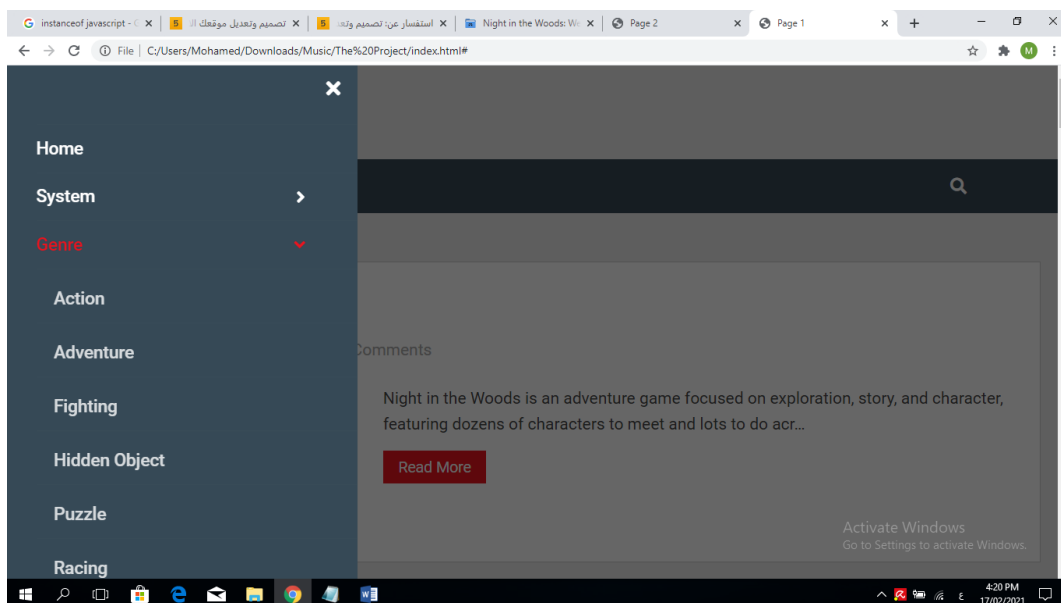 instanceof javascript - G
تصميم وتعديل موقعك ال
استفسار عن: تصميم وتعد
Night in the Woods: We
Page 2
Page 1
File
C:/Users/Mohamed/Downloads/Music/The%20Project/index.html#
M
Home
System
Genre
Action
Adventure
Fighting
Hidden Object
Puzzle
Racing
Comments
Night in the Woods is an adventure game focused on exploration, story, and character,
featuring dozens of characters to meet and lots to do acr...
Read More
Activate Windows
Go to Settings to activate Windows.
ع
4:20 PM
17/02/2021